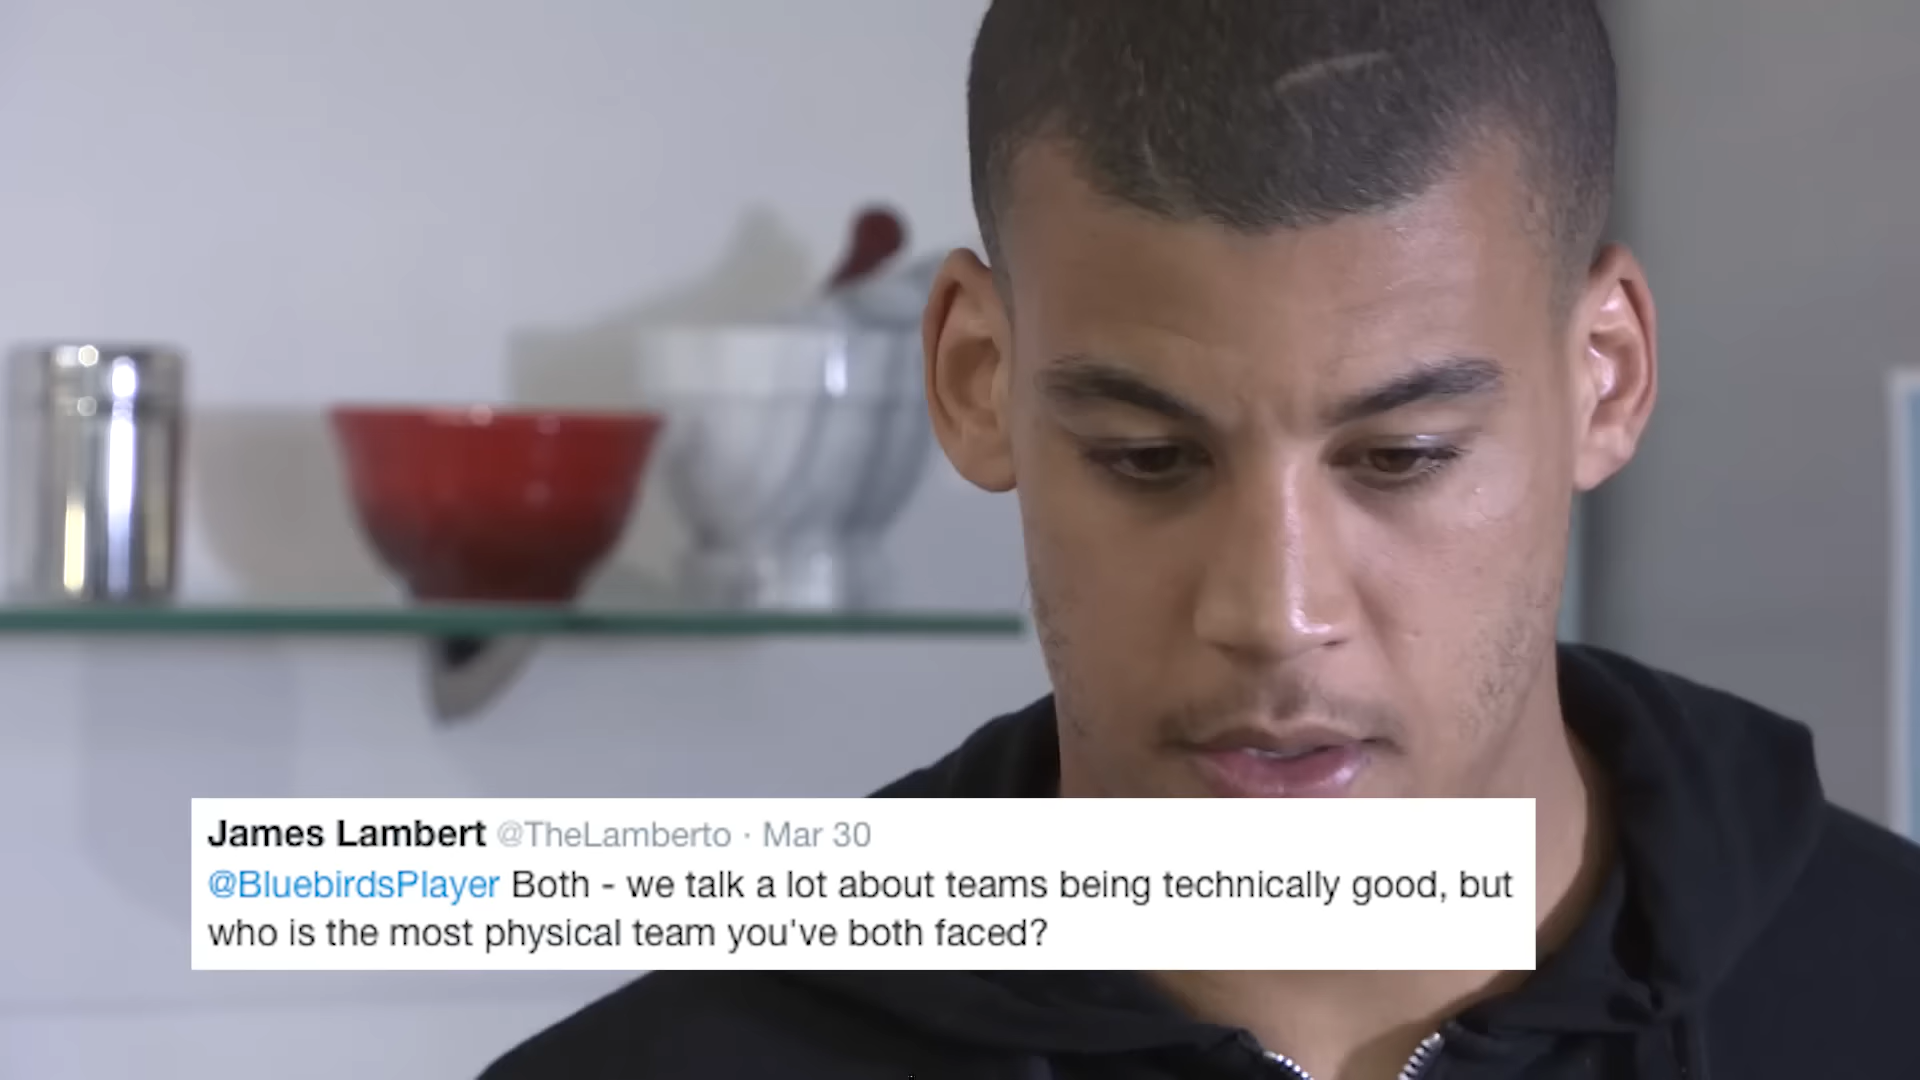 James Lambert @TheLamberto · Mar 30
@BluebirdsPlayer Both - we talk a lot about teams being technically good, but
who is the most physical team you've both faced?